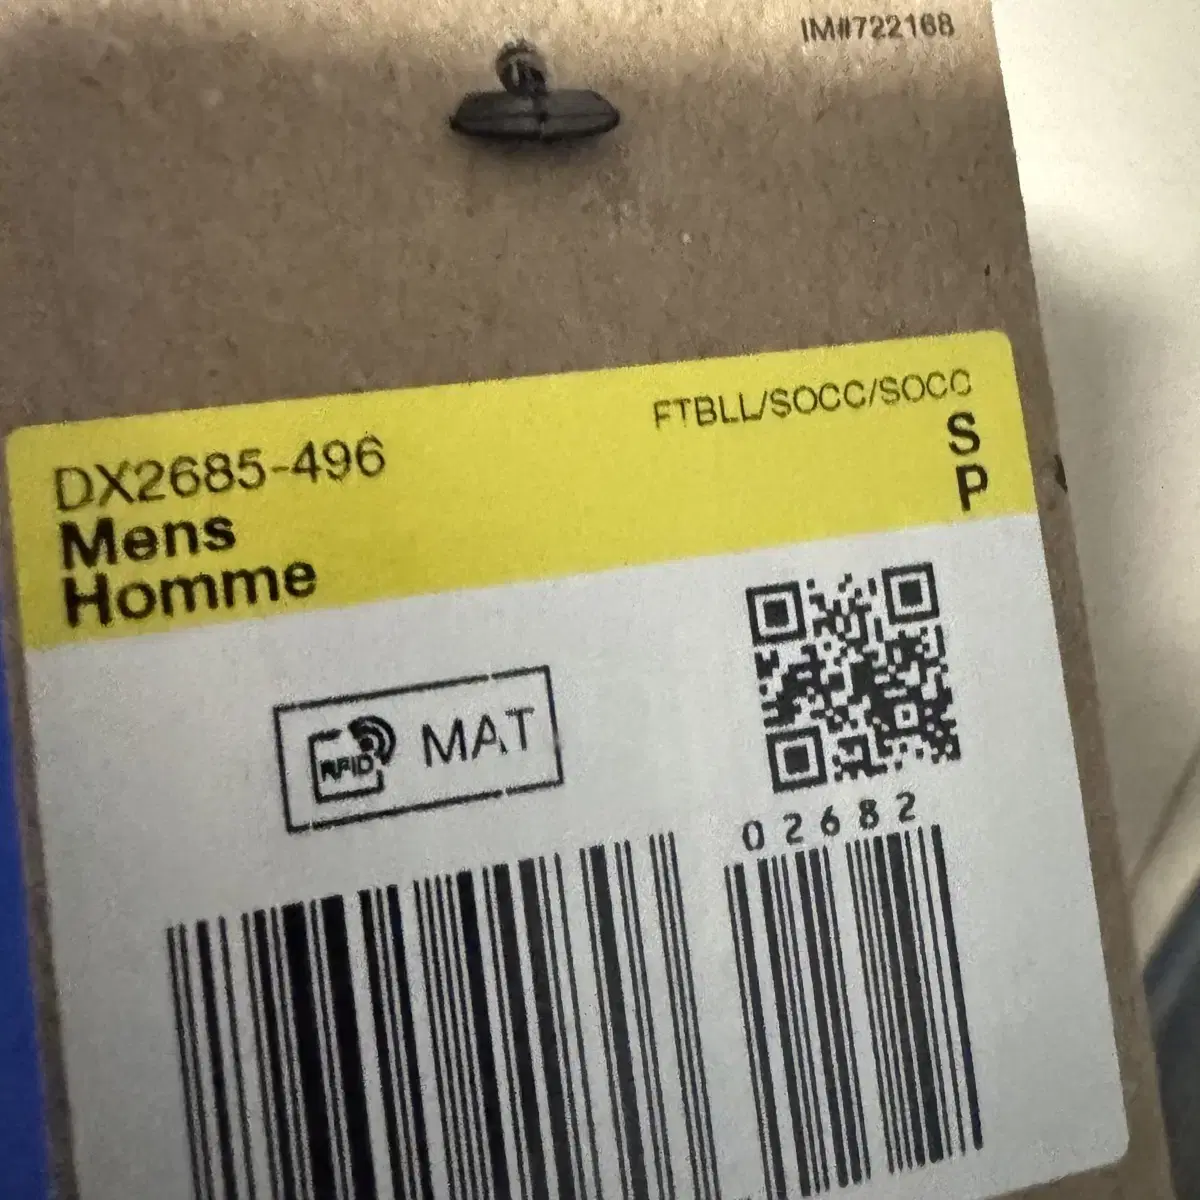 IM#722168
FTBLL/SOCC/SOCC
DX2685-496
S
Mens
P
Homme
RFID MAT
02682